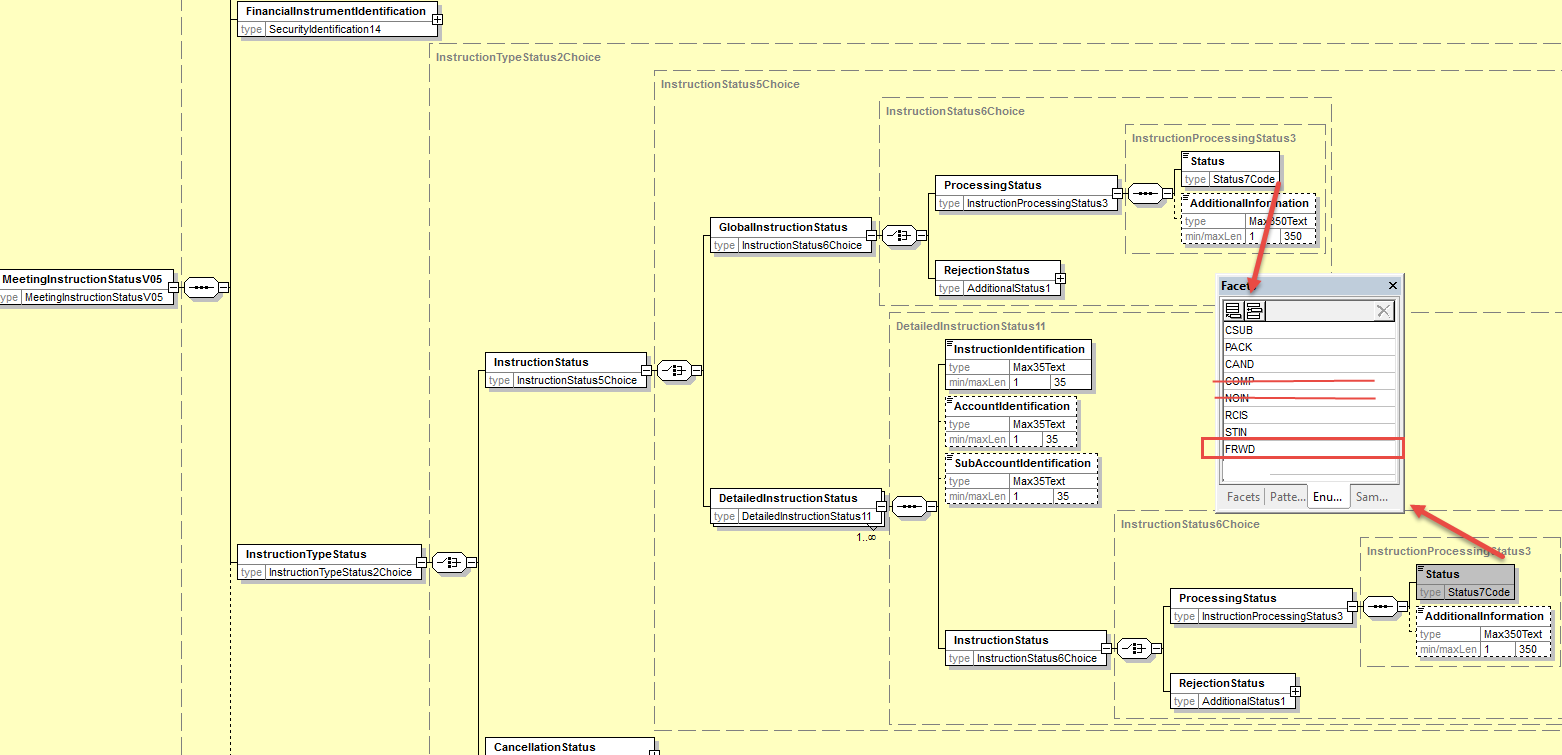 FinancialInstrumentIdentification
type SecurityIdentification14
InstructionTypeStatus2Choice
InstructionStatus5Choice
InstructionStatus6Choice
InstructionProcessingStatus3
Status
type Status7Code
ProcessingStatus
type InstructionProcessingStatus3
AdditionalInformation
type Max350Text
min/maxLen 1 350
GlobalInstructionStatus
type InstructionStatus6Choice
RejectionStatus
type AdditionalStatus1
MeetingInstructionStatusV05
ype MeetingInstructionStatusV05
Facets
CSUB
PACK
CAND
COMP
NOIN
RCIS
STIN
FRWD
Facets Patte... Enu... Sam...
DetailedInstructionStatus11
InstructionIdentification
type Max35Text
min/maxLen 1 35
InstructionStatus
type InstructionStatus5Choice
AccountIdentification
type Max35Text
min/maxLen 1 35
SubAccountIdentification
type Max35Text
min/maxLen 1 35
DetailedInstructionStatus
type DetailedInstructionStatus11
1..∞
InstructionStatus6Choice
InstructionProcessingStatus3
InstructionTypeStatus
type InstructionTypeStatus2Choice
Status
type Status7Code
ProcessingStatus
type InstructionProcessingStatus3
AdditionalInformation
type Max350Text
min/maxLen 1 350
InstructionStatus
type InstructionStatus6Choice
RejectionStatus
type AdditionalStatus1
CancellationStatus